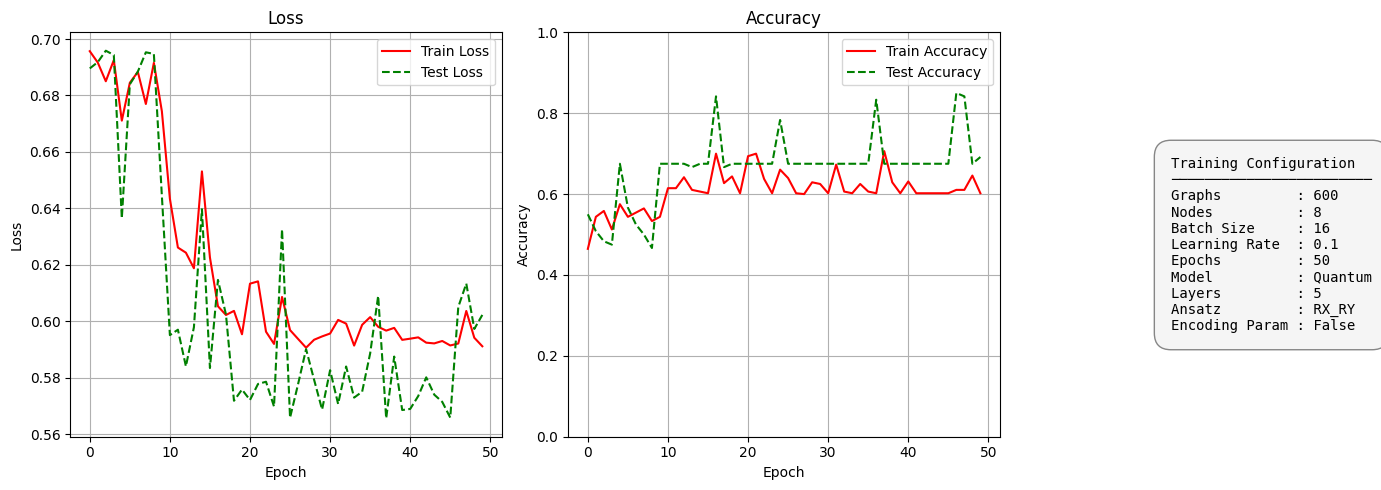 Loss
Train Loss
Test Loss
0.70
0.68
0.66
0.64
0.62
0.60
0.58
0.56
Loss
0
10
20
30
40
50
Epoch
Accuracy
Train Accuracy
Test Accuracy
1.0
0.8
0.6
0.4
0.2
0.0
Accuracy
0
10
20
30
40
50
Epoch
Training Configuration
Graphs : 600
Nodes : 8
Batch Size : 16
Learning Rate : 0.1
Epochs : 50
Model : Quantum
Layers : 5
Ansatz : RX_RY
Encoding Param : False